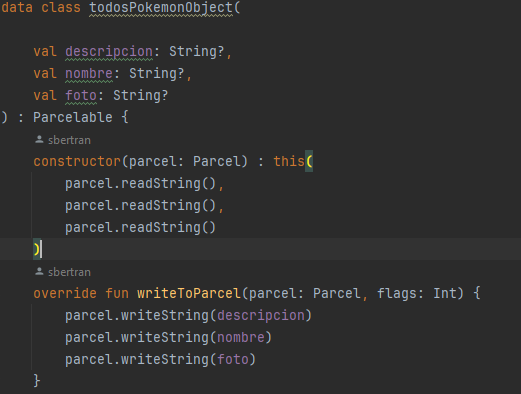 data class todosPokemonObject(
val descripcion: String?,
val nombre: String?,
val foto: String?
) : Parcelable {
sbertran
constructor(parcel: Parcel) : this(
parcel.readString(),
parcel.readString(),
parcel.readString()
)
sbertran
override fun writeToParcel(parcel: Parcel, flags: Int) {
parcel.writeString(descripcion)
parcel.writeString(nombre)
parcel.writeString(foto)
}